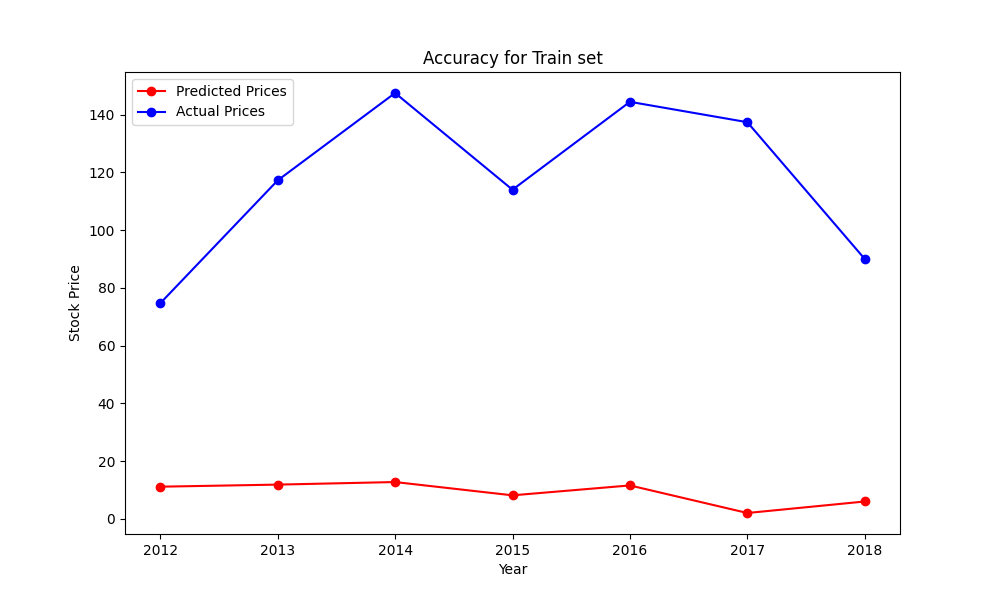 Accuracy for Train set
Predicted Prices
Actual Prices
Stock Price
140
120
100
80
60
40
20
0
2012 2013 2014 2015 2016 2017 2018
Year